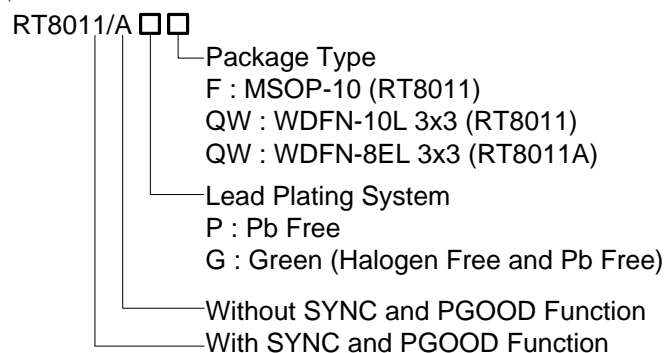 RT8011/A
Package Type
F : MSOP-10 (RT8011)
QW : WDFN-10L 3x3 (RT8011)
QW : WDFN-8EL 3x3 (RT8011A)
Lead Plating System
P : Pb Free
G : Green (Halogen Free and Pb Free)
Without SYNC and PGOOD Function
With SYNC and PGOOD Function